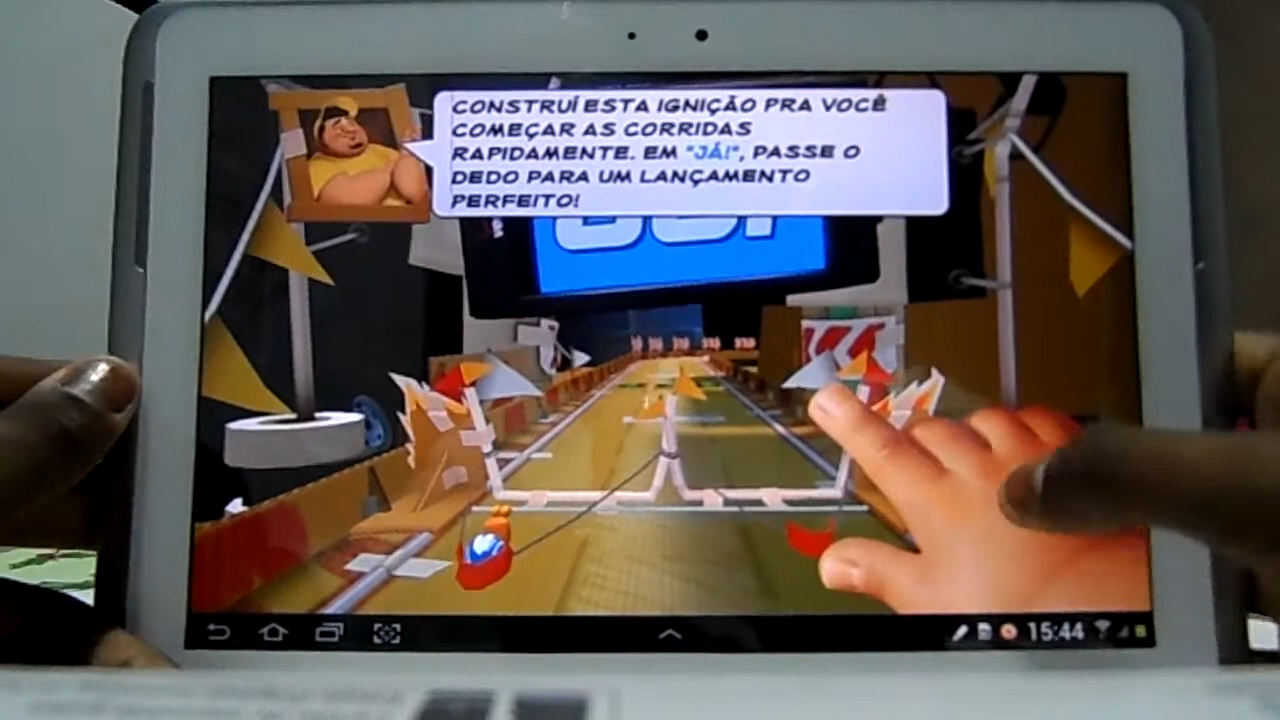 CONSTRUÍ ESTA IGNIÇÃO PRA VOCÊ
COMEÇAR AS CORRIDAS
RAPIDAMENTE. EM "JÁ!", PASSE O
DEDO PARA UM LANÇAMENTO
PERFEITO!
15:44